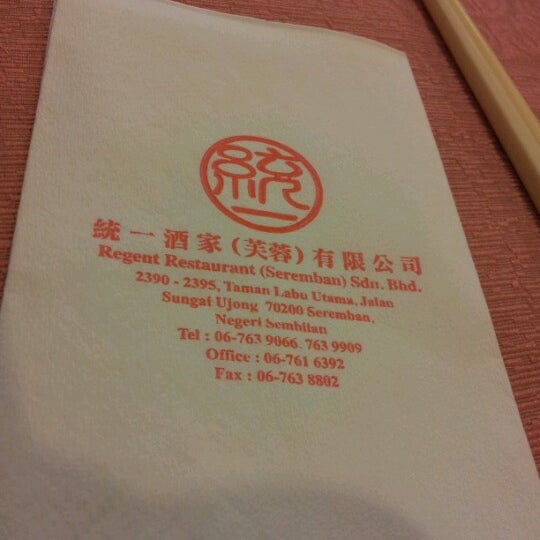 統一
統一酒家(芙蓉)有限公司
Regent Restaurant (Seremban) Sdn. Bhd.
2390 - 2395, Taman Labu Utama, Jalan
Sungai Ujong 70200 Seremban,
Negeri Sembilan
Tel : 06-763 9066, 763 9909
Office : 06-761 6392
Fax : 06-763 8802